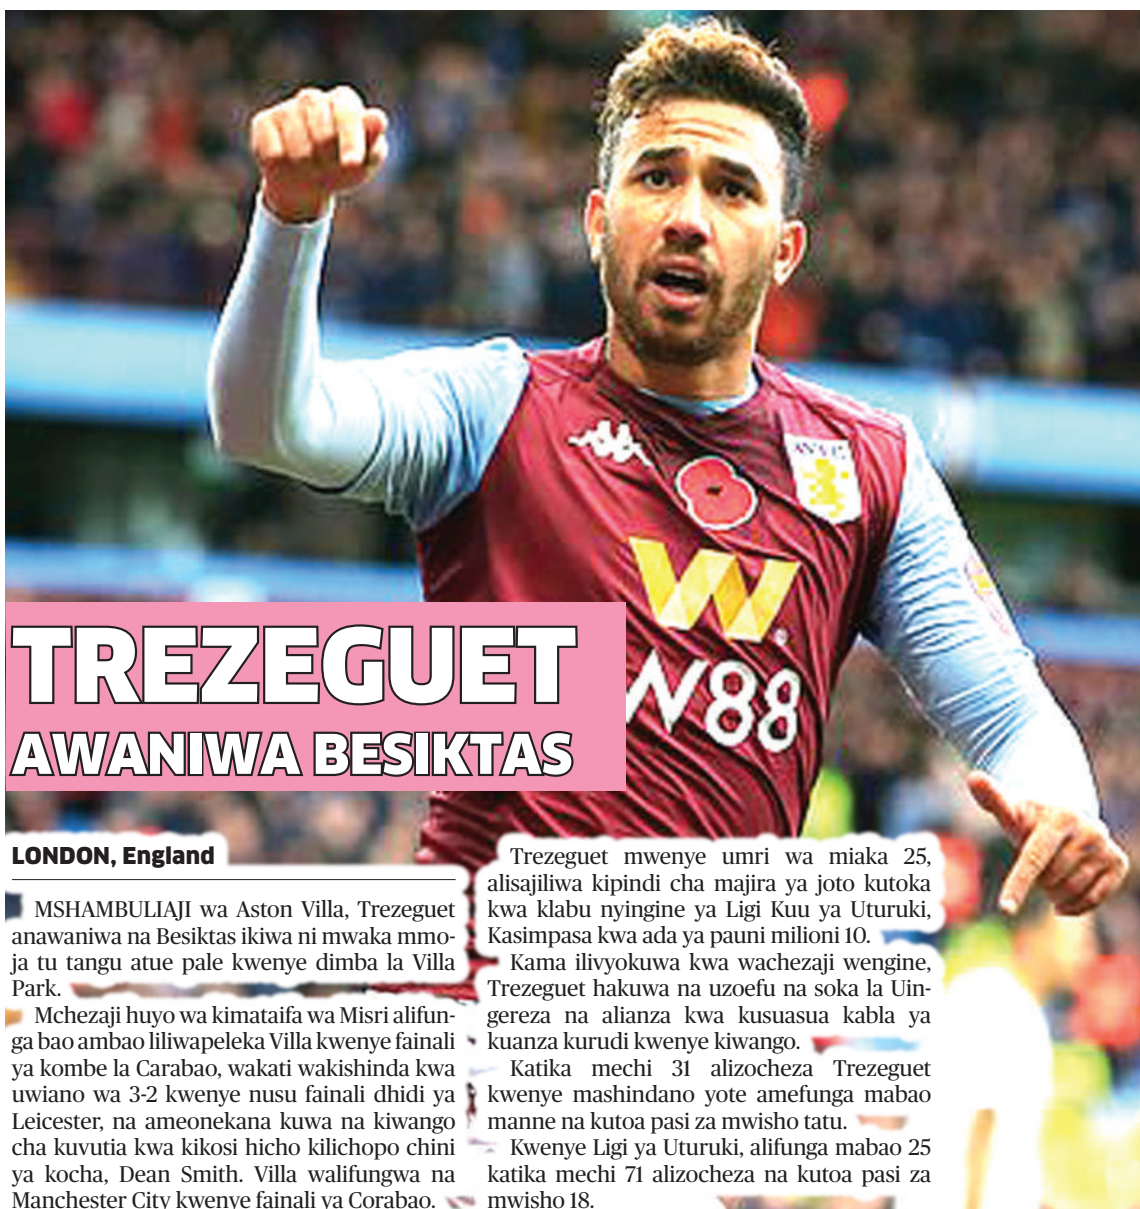 W88
TREZEGUET
AWANIWA BESIKTAS
LONDON, England
MSHAMBULIAJI wa Aston Villa, Trezeguet
anawaniwa na Besiktas ikiwa ni mwaka mmo-
ja tu tangu atue pale kwenye dimba la Villa
Park.
Mchezaji huyo wa kimataifa wa Misri alifun-
ga bao ambao liliwapeleka Villa kwenye fainali
ya kombe la Carabao, wakati wakishinda kwa
uwiano wa 3-2 kwenye nusu fainali dhidi ya
Leicester, na ameonekana kuwa na kiwango
cha kuvutia kwa kikosi hicho kilichopo chini
ya kocha, Dean Smith. Villa walifungwa na
Manchester City kwenye fainali ya Corabao.
Trezeguet mwenye umri wa miaka 25,
alisajiliwa kipindi cha majira ya joto kutoka
kwa klabu nyingine ya Ligi Kuu ya Uturuki,
Kasimpasa kwa ada ya pauni milioni 10.
Kama ilivyokuwa kwa wachezaji wengine,
Trezeguet hakuwa na uzoefu na soka la Uin-
gereza na alianza kwa kusuasua kabla ya
kuanza kurudi kwenye kiwango.
Katika mechi 31 alizocheza Trezeguet
kwenye mashindano yote amefunga mabao
manne na kutoa pasi za mwisho tatu.
Kwenye Ligi ya Uturuki, alifunga mabao 25
katika mechi 71 alizocheza na kutoa pasi za
mwisho 18.